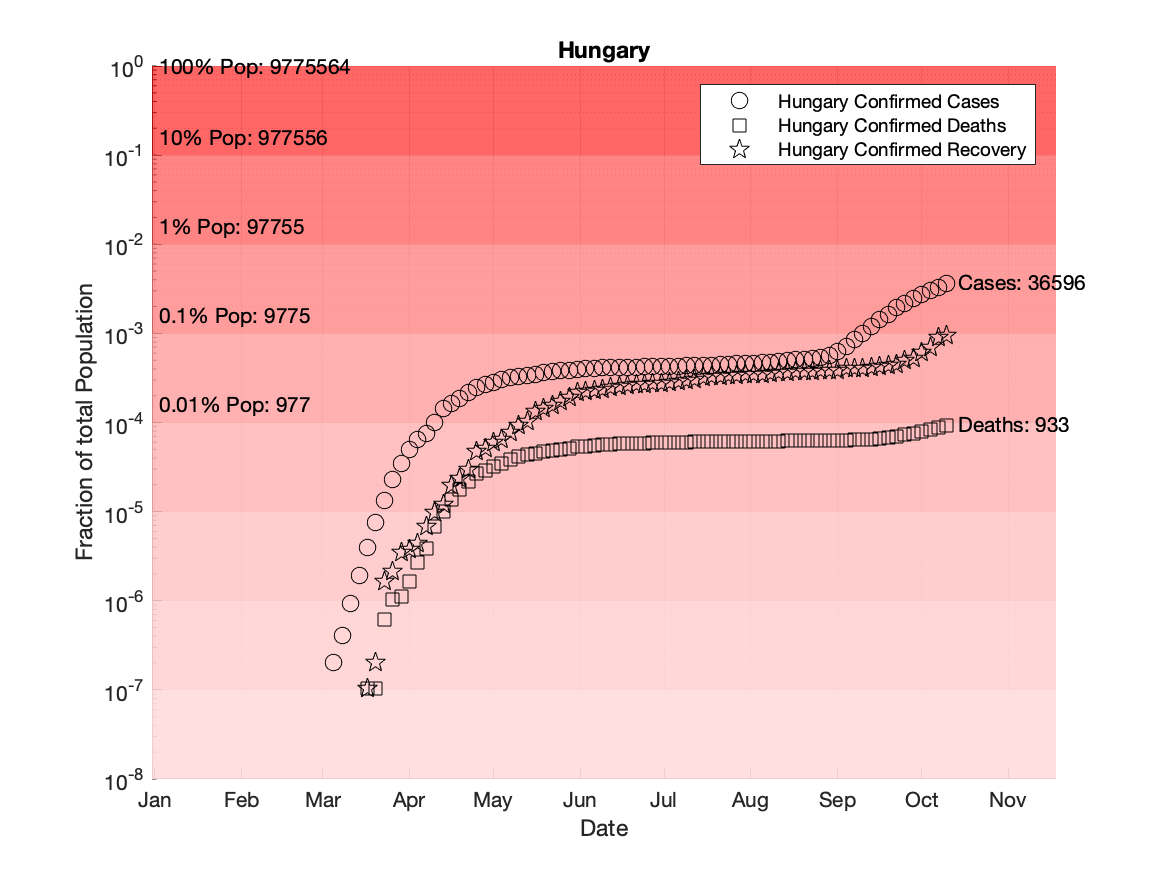 Hungary
10^0
100% Pop: 9775564
Hungary Confirmed Cases
Hungary Confirmed Deaths
Hungary Confirmed Recovery
10% Pop: 977556
10^-1
1% Pop: 97755
10^-2
Cases: 36596
0.1% Pop: 9775
10^-3
0.01% Pop: 977
10^-4
Deaths: 933
10^-5
10^-6
10^-7
10^-8
Fraction of total Population
Jan Feb Mar Apr May Jun Jul Aug Sep Oct Nov
Date